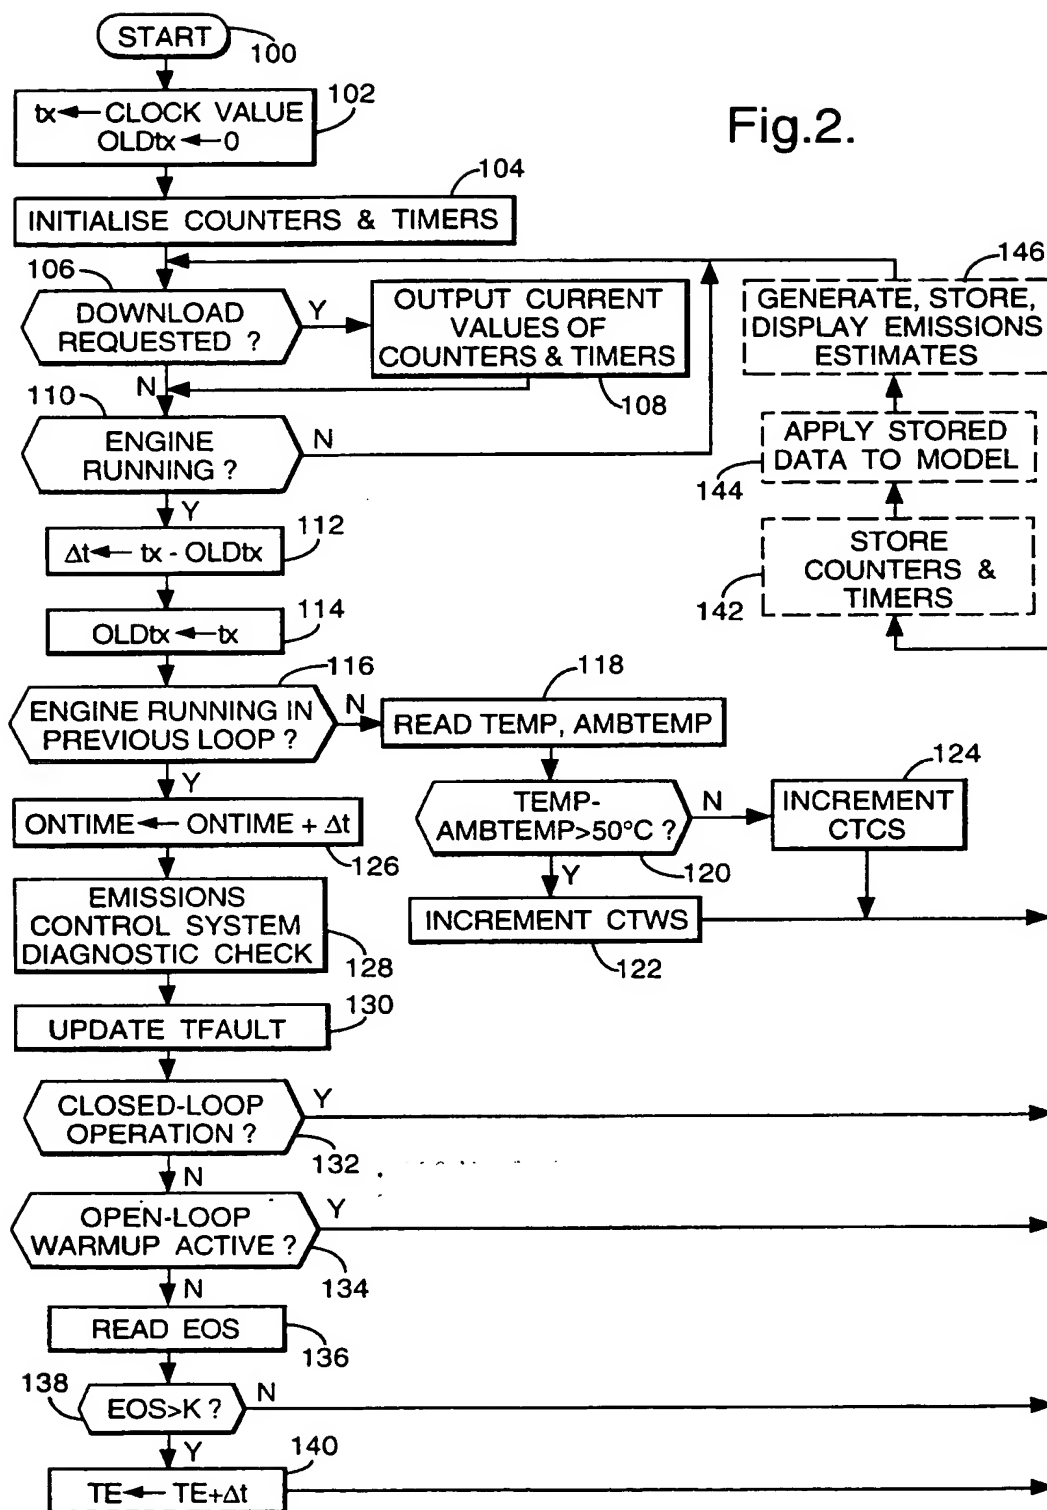 START
100
tx ← CLOCK VALUE
OLDtx ← 0
102
Fig.2.
104
INITIALISE COUNTERS & TIMERS
106
DOWNLOAD
REQUESTED ?
Y
OUTPUT CURRENT
VALUES OF
COUNTERS & TIMERS
108
146
GENERATE, STORE,
DISPLAY EMISSIONS
ESTIMATES
N
110
ENGINE
RUNNING ?
N
APPLY STORED
DATA TO MODEL
144
Y
112
Δt ← tx - OLDtx
STORE
COUNTERS &
TIMERS
142
114
OLDtx ← tx
116
ENGINE RUNNING IN
PREVIOUS LOOP ?
N
118
READ TEMP, AMBTEMP
Y
TEMP-
AMBTEMP>50°C ?
120
N
124
INCREMENT
CTCS
ONTIME ← ONTIME + Δt
126
Y
INCREMENT CTWS
122
EMISSIONS
CONTROL SYSTEM
DIAGNOSTIC CHECK
128
130
UPDATE TFAULT
CLOSED-LOOP
OPERATION ?
Y
132
N
OPEN-LOOP
WARMUP ACTIVE ?
Y
134
N
READ EOS
136
138
EOS>K ?
N
Y
140
TE ← TE+Δt